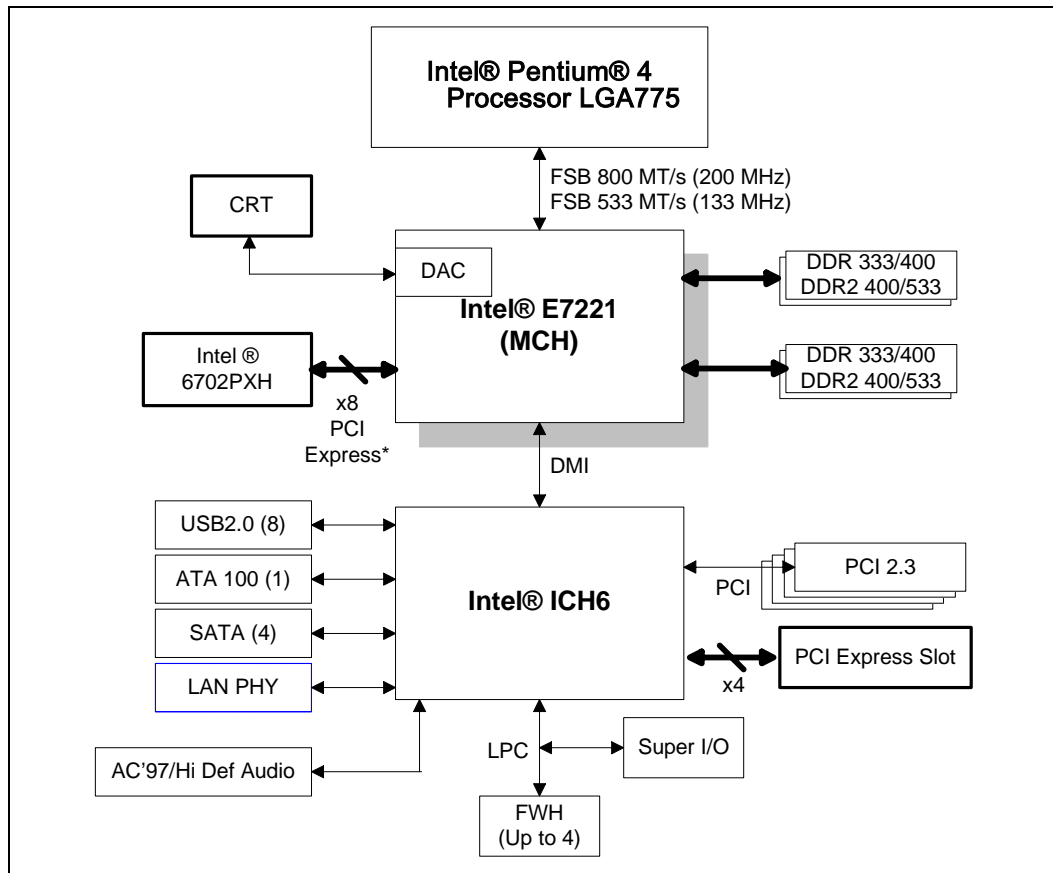 Intel® Pentium® 4
Processor LGA775
FSB 800 MT/s (200 MHz)
FSB 533 MT/s (133 MHz)
CRT
DAC
Intel® E7221
(MCH)
DDR 333/400
DDR2 400/533
Intel ®
6702PXH
x8
PCI
Express*
DDR 333/400
DDR2 400/533
DMI
USB2.0 (8)
ATA 100 (1)
SATA (4)
LAN PHY
Intel® ICH6
PCI
PCI 2.3
x4
PCI Express Slot
AC'97/Hi Def Audio
LPC
Super I/O
FWH
(Up to 4)